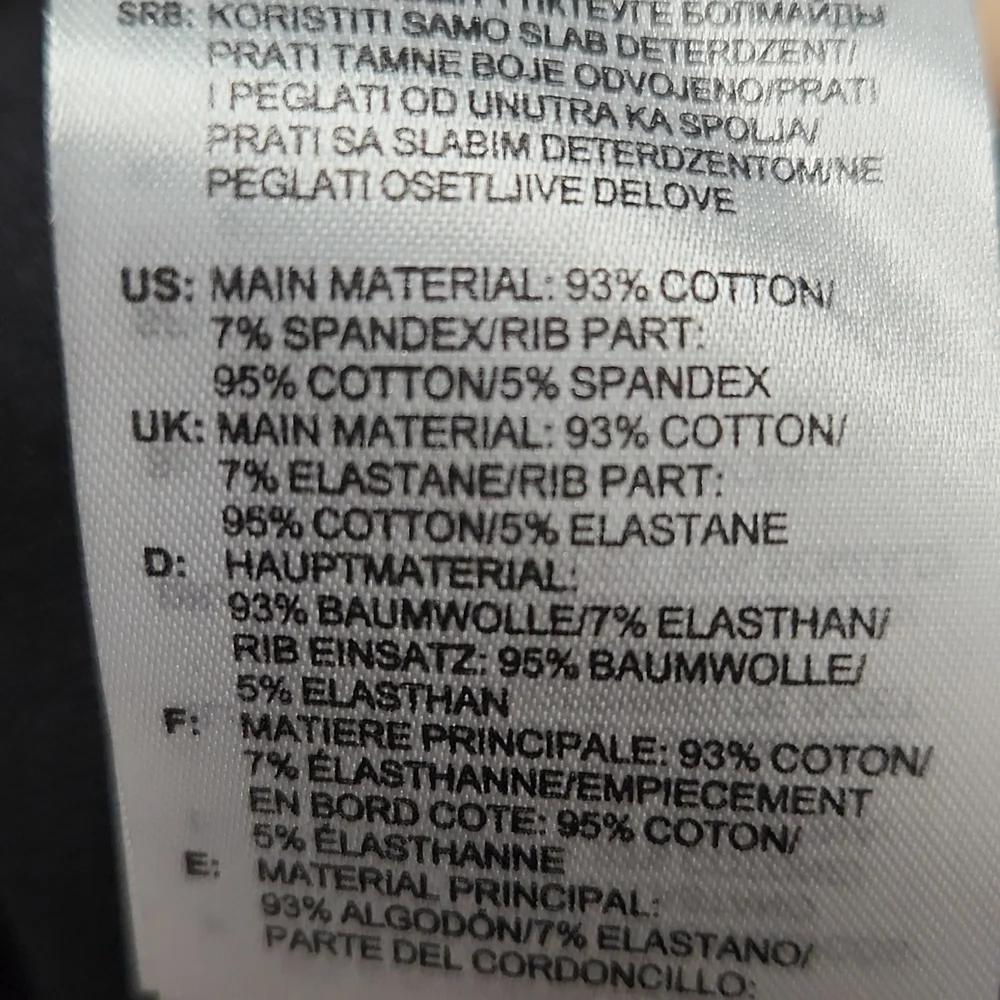 SRB: KORISTITI SAMO SLAB DETERDZENT/
PRATI TAMNE BOJE ODVOJENO/PRATI
I PEGLATI OD UNUTRA KA SPOLJA/
PRATI SA SLABIM DETERDZENTOM/NE
PEGLATI OSETLJIVE DELOVE
US: MAIN MATERIAL: 93% COTTON/
7% SPANDEX/RIB PART:
95% COTTON/5% SPANDEX
UK: MAIN MATERIAL: 93% COTTON/
7% ELASTANE/RIB PART:
95% COTTON/5% ELASTANE
D: HAUPTMATERIAL:
93% BAUMWOLLE/7% ELASTHAN/
RIB EINSATZ: 95% BAUMWOLLE/
5% ELASTHAN
F: MATIERE PRINCIPALE: 93% COTON/
7% ÉLASTHANNE/EMPIECEMENT
EN BORD COTE: 95% COTON/
5% ÉLASTHANNE
E: MATERIAL PRINCIPAL:
93% ALGODÓN/7% ELASTANO/
PARTE DEL CORDONCILLO: